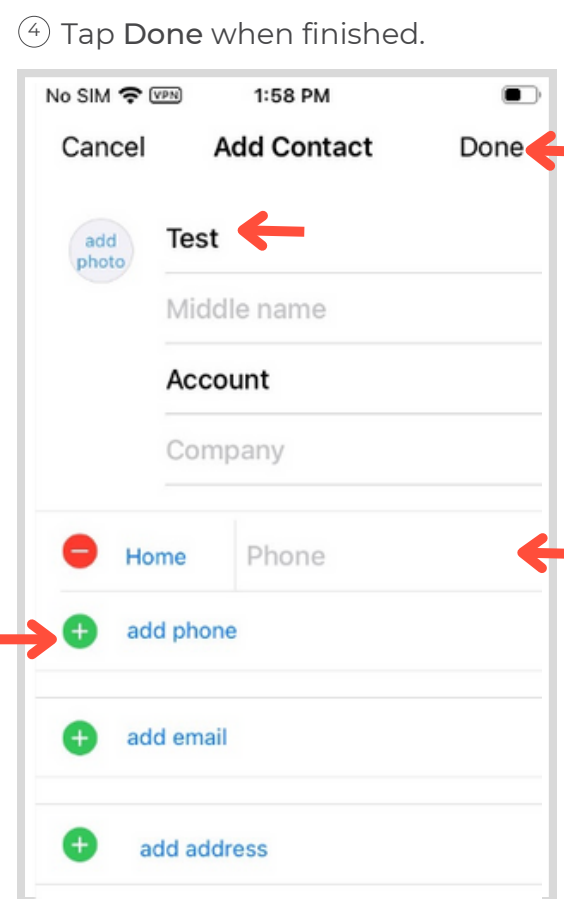 4 Tap Done when finished.
No SIM VPN 1:58 PM
Cancel Add Contact Done
add photo
Test
Middle name
Account
Company
Home Phone
add phone
add email
add address